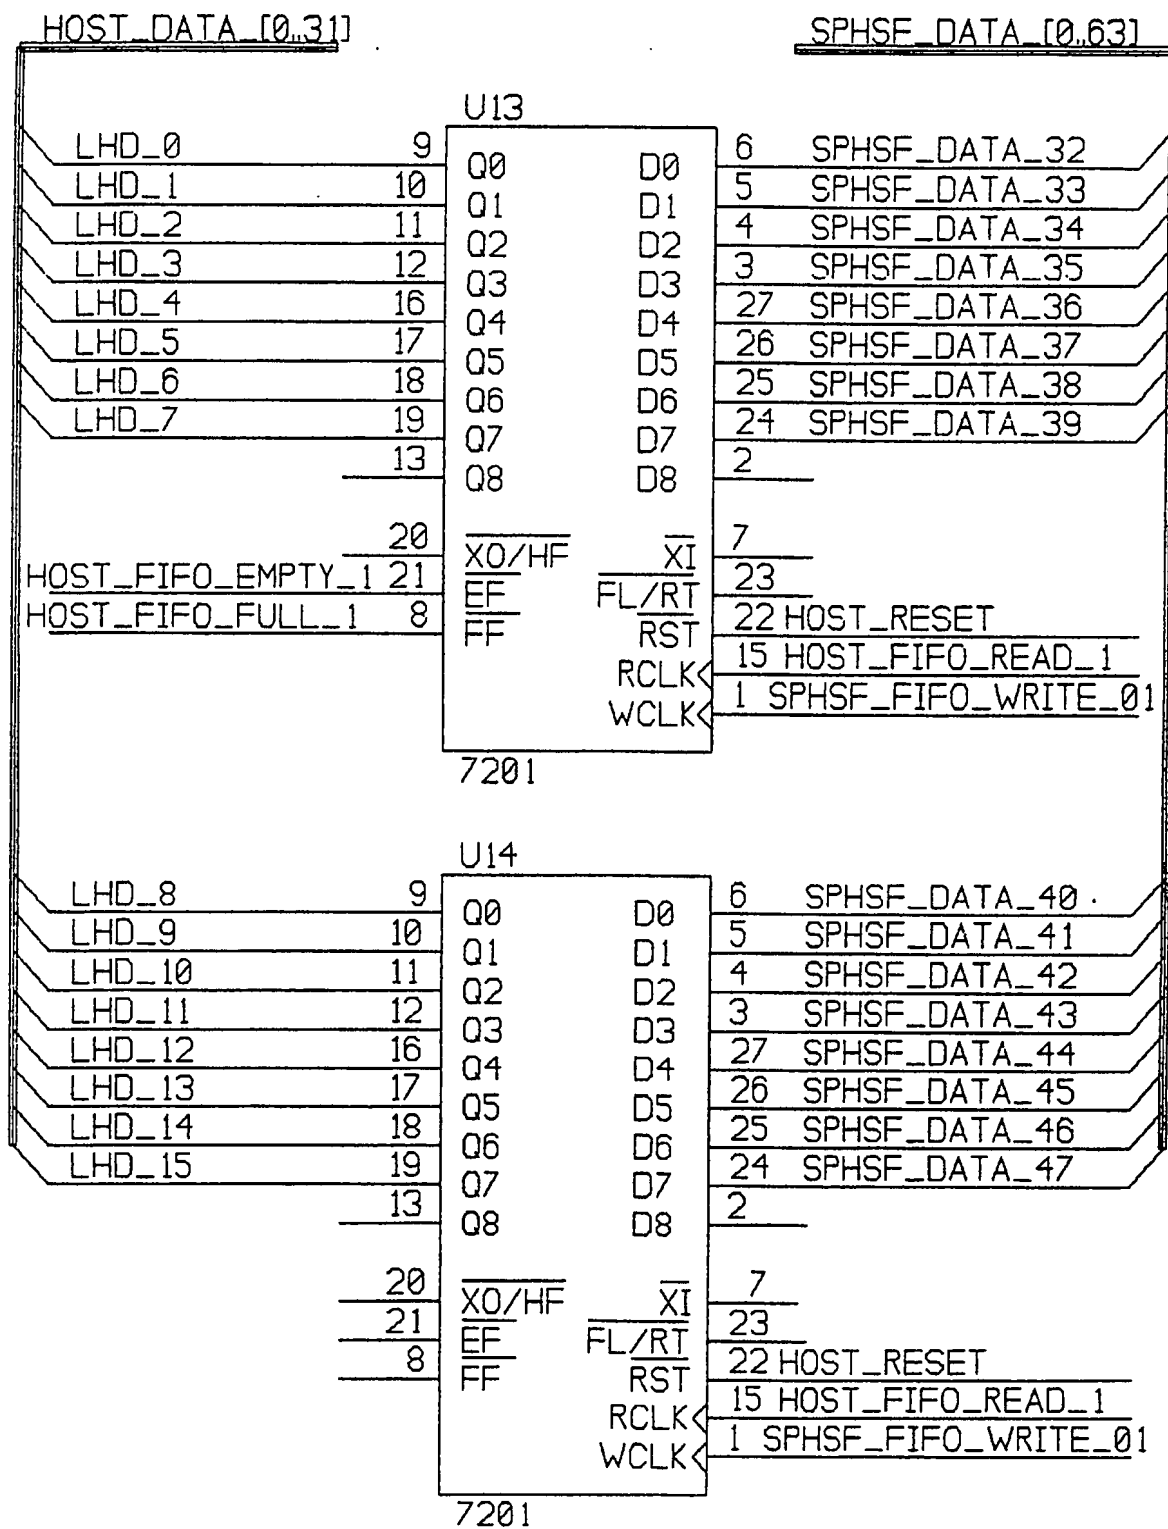 HOST_DATA_[0..31] SPHSF_DATA_[0..63]
U13
LHD_0 9 Q0 D0 6 SPHSF_DATA_32
LHD_1 10 Q1 D1 5 SPHSF_DATA_33
LHD_2 11 Q2 D2 4 SPHSF_DATA_34
LHD_3 12 Q3 D3 3 SPHSF_DATA_35
LHD_4 16 Q4 D4 27 SPHSF_DATA_36
LHD_5 17 Q5 D5 26 SPHSF_DATA_37
LHD_6 18 Q6 D6 25 SPHSF_DATA_38
LHD_7 19 Q7 D7 24 SPHSF_DATA_39
13 Q8 D8 2
20 XO/HF XI 7
HOST_FIFO_EMPTY_1 21 EF FL/RT 23
HOST_FIFO_FULL_1 8 FF RST 22 HOST_RESET
RCLK 15 HOST_FIFO_READ_1
WCLK 1 SPHSF_FIFO_WRITE_01
7201
U14
LHD_8 9 Q0 D0 6 SPHSF_DATA_40
LHD_9 10 Q1 D1 5 SPHSF_DATA_41
LHD_10 11 Q2 D2 4 SPHSF_DATA_42
LHD_11 12 Q3 D3 3 SPHSF_DATA_43
LHD_12 16 Q4 D4 27 SPHSF_DATA_44
LHD_13 17 Q5 D5 26 SPHSF_DATA_45
LHD_14 18 Q6 D6 25 SPHSF_DATA_46
LHD_15 19 Q7 D7 24 SPHSF_DATA_47
13 Q8 D8 2
20 XO/HF XI 7
21 EF FL/RT 23
8 FF RST 22 HOST_RESET
RCLK 15 HOST_FIFO_READ_1
WCLK 1 SPHSF_FIFO_WRITE_01
7201